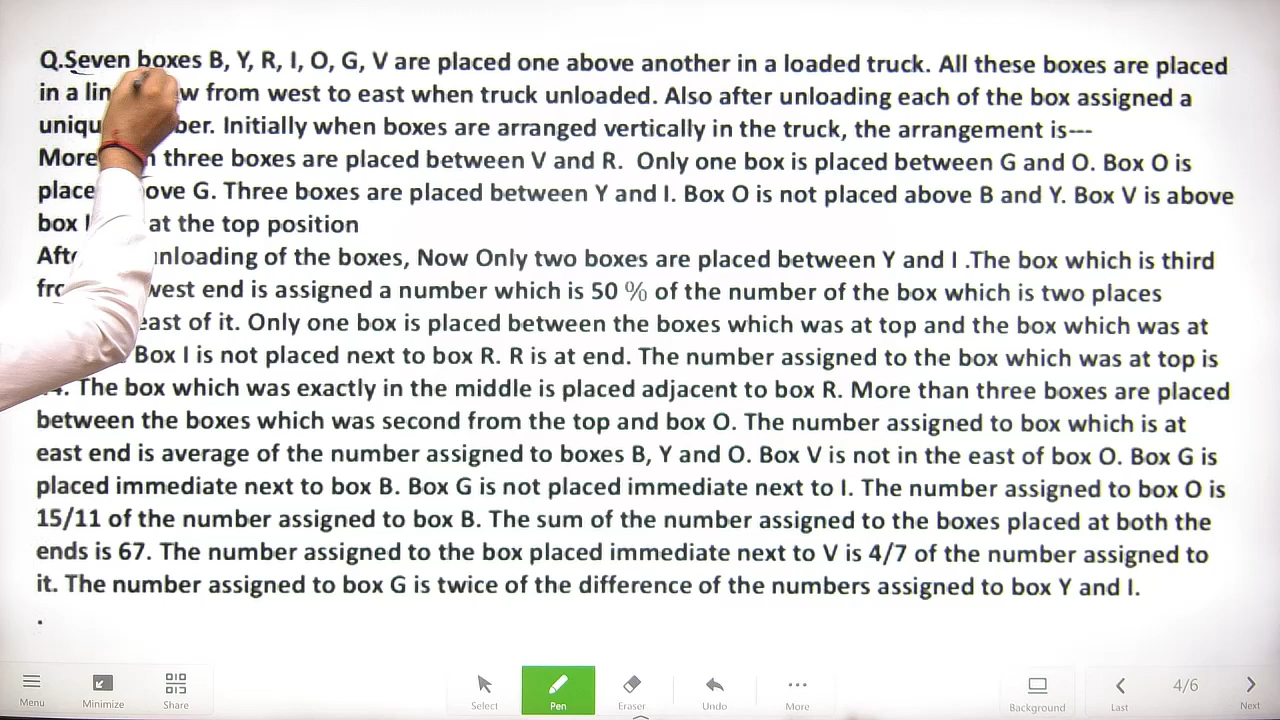 Q.Seven boxes B, Y, R, I, O, G, V are placed one above another in a loaded truck. All these boxes are placed
in a lin w from west to east when truck unloaded. Also after unloading each of the box assigned a
uniqu ber. Initially when boxes are arranged vertically in the truck, the arrangement is---
More three boxes are placed between V and R. Only one box is placed between G and O. Box O is
place ove G. Three boxes are placed between Y and I. Box O is not placed above B and Y. Box V is above
box at the top position
unloading of the boxes, Now Only two boxes are placed between Y and I .The box which is third
west end is assigned a number which is 50 % of the number of the box which is two places
east of it. Only one box is placed between the boxes which was at top and the box which was at
Box I is not placed next to box R. R is at end. The number assigned to the box which was at top is
The box which was exactly in the middle is placed adjacent to box R. More than three boxes are placed
between the boxes which was second from the top and box O. The number assigned to box which is at
east end is average of the number assigned to boxes B, Y and O. Box V is not in the east of box O. Box G is
placed immediate next to box B. Box G is not placed immediate next to I. The number assigned to box O is
15/11 of the number assigned to box B. The sum of the number assigned to the boxes placed at both the
ends is 67. The number assigned to the box placed immediate next to V is 4/7 of the number assigned to
it. The number assigned to box G is twice of the difference of the numbers assigned to box Y and I.
.
Menu Minimize Share Select Pen Eraser Undo More Background Last 4/6 Next